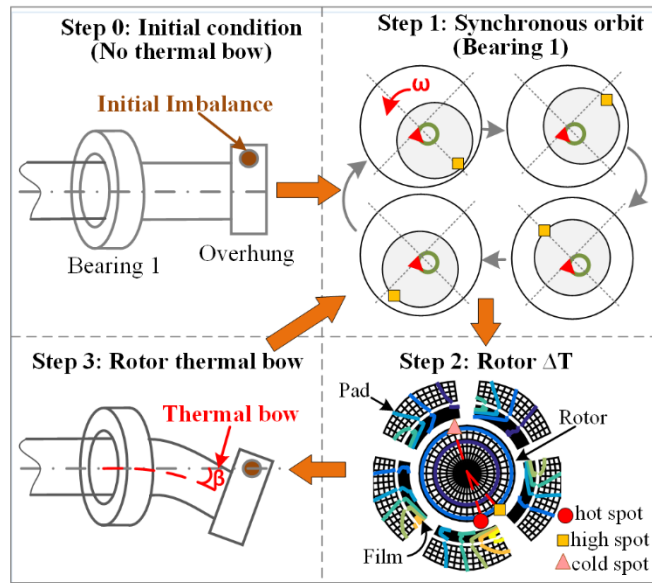 Step 0: Initial condition
(No thermal bow)
Initial Imbalance
Bearing 1
Overhung
Step 1: Synchronous orbit
(Bearing 1)
ω
Step 3: Rotor thermal bow
Thermal bow
β
Step 2: Rotor ΔT
Pad
Rotor
Film
hot spot
high spot
cold spot